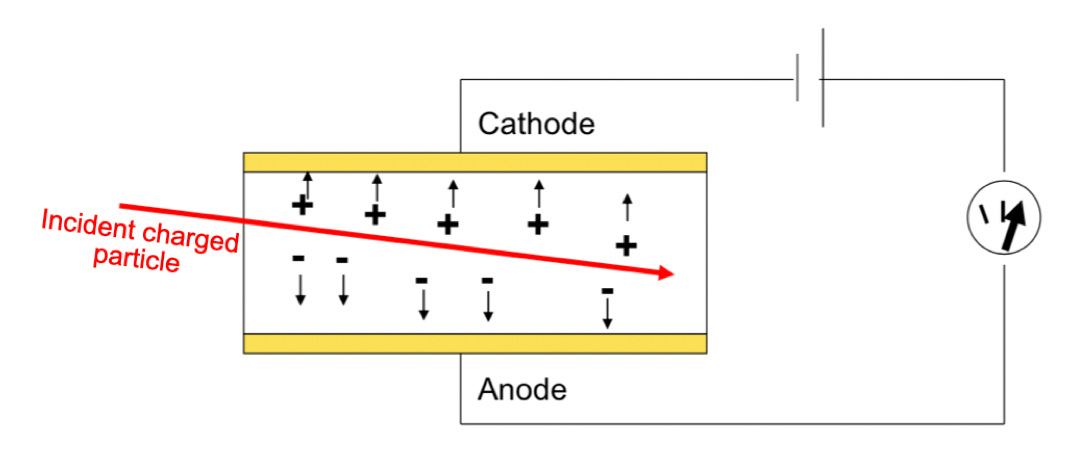 Cathode
+ + + + +
Incident charged
particle
- - - - -
Anode